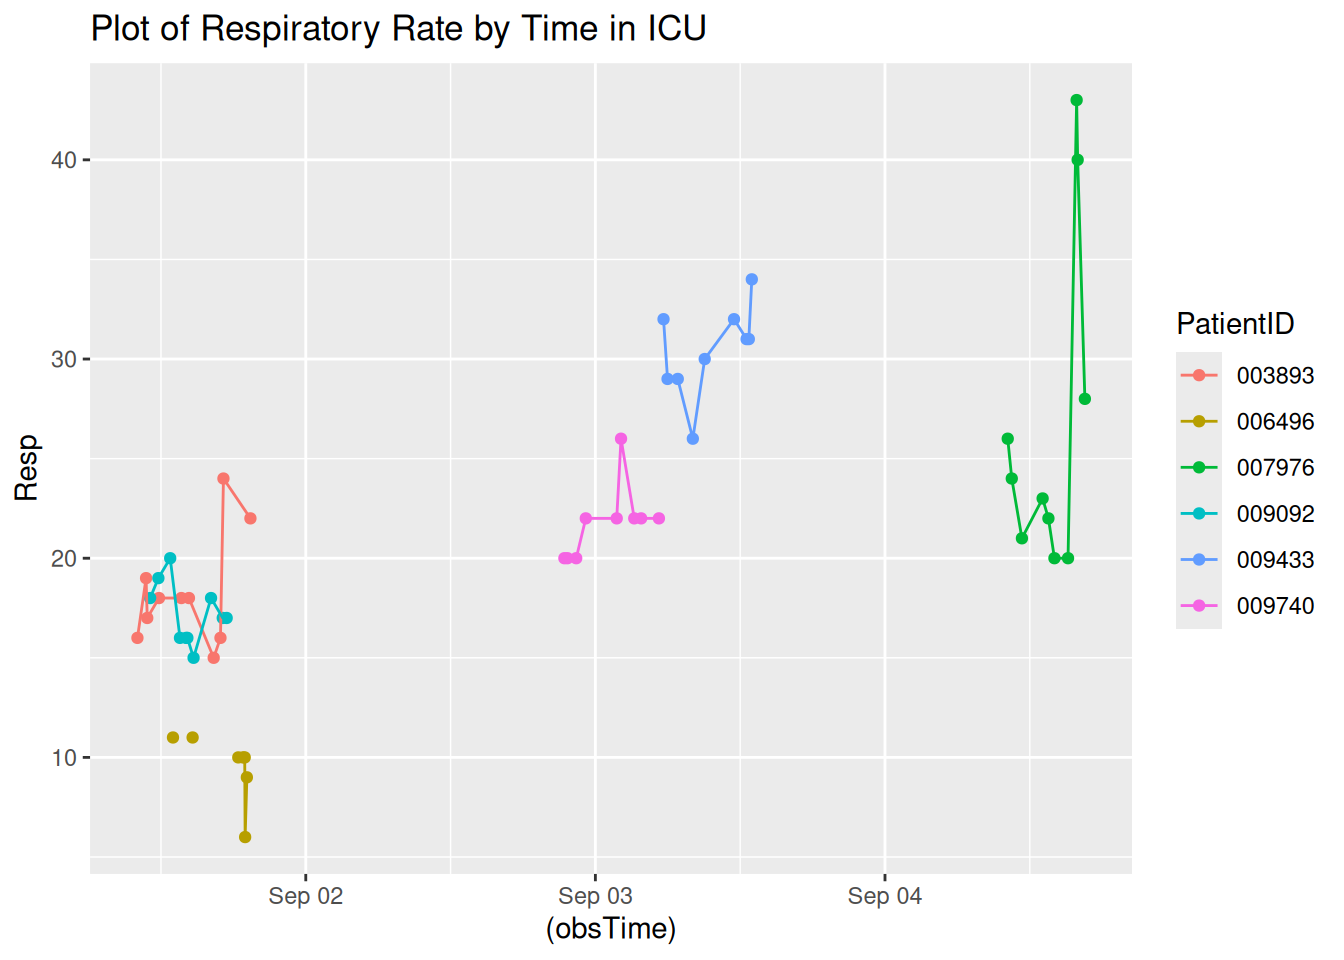 Plot of Respiratory Rate by Time in ICU
40
30
20
10
Resp
Sep 02
Sep 03
Sep 04
(obsTime)
PatientID
003893
006496
007976
009092
009433
009740